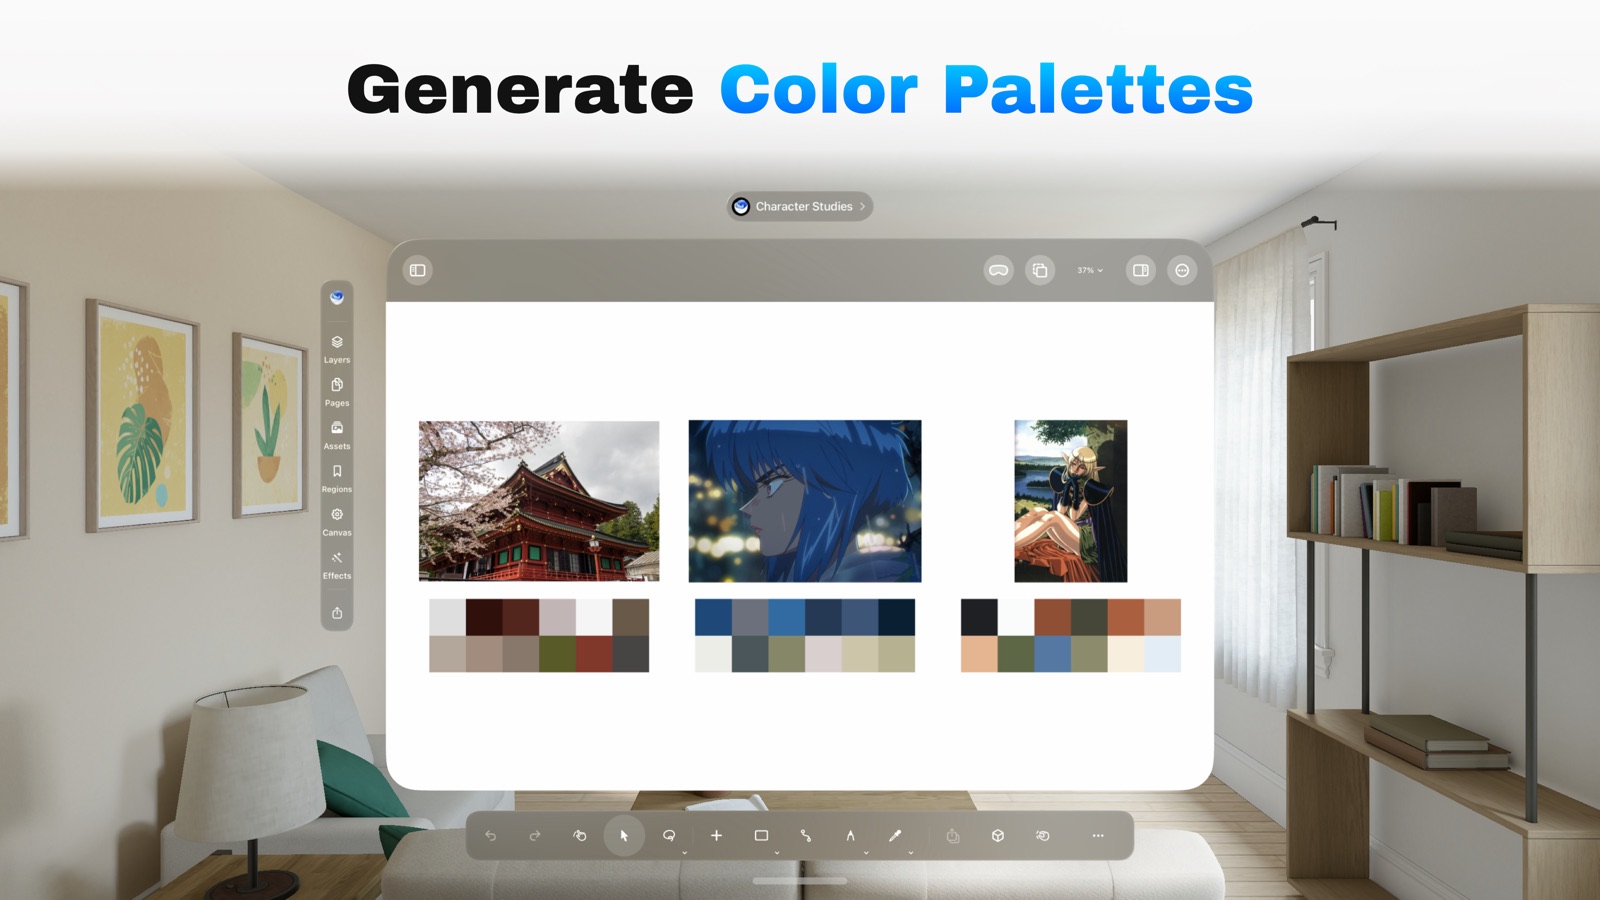 Generate Color Palettes
Character Studies
37%
Layers
Pages
Assets
Regions
Canvas
Effects